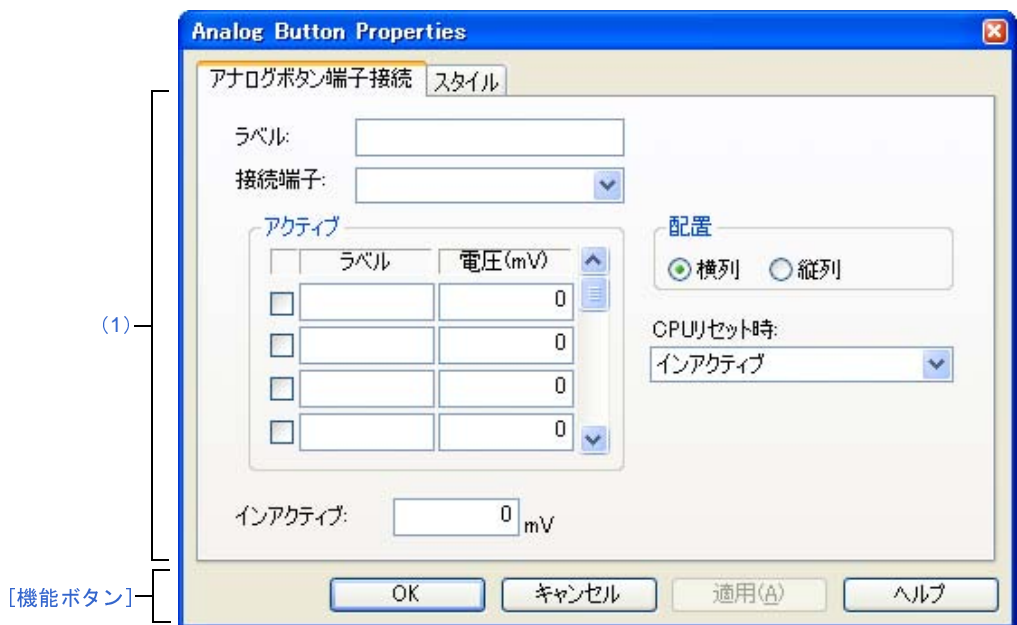 Analog Button Properties
アナログボタン端子接続 スタイル
ラベル:
接続端子:
アクティブ
ラベル 電圧(mV)
0
0
0
0
配置
横列 縦列
CPUリセット時:
インアクティブ
インアクティブ: 0 mV
(1)
[機能ボタン]
OK キャンセル 適用(A) ヘルプ